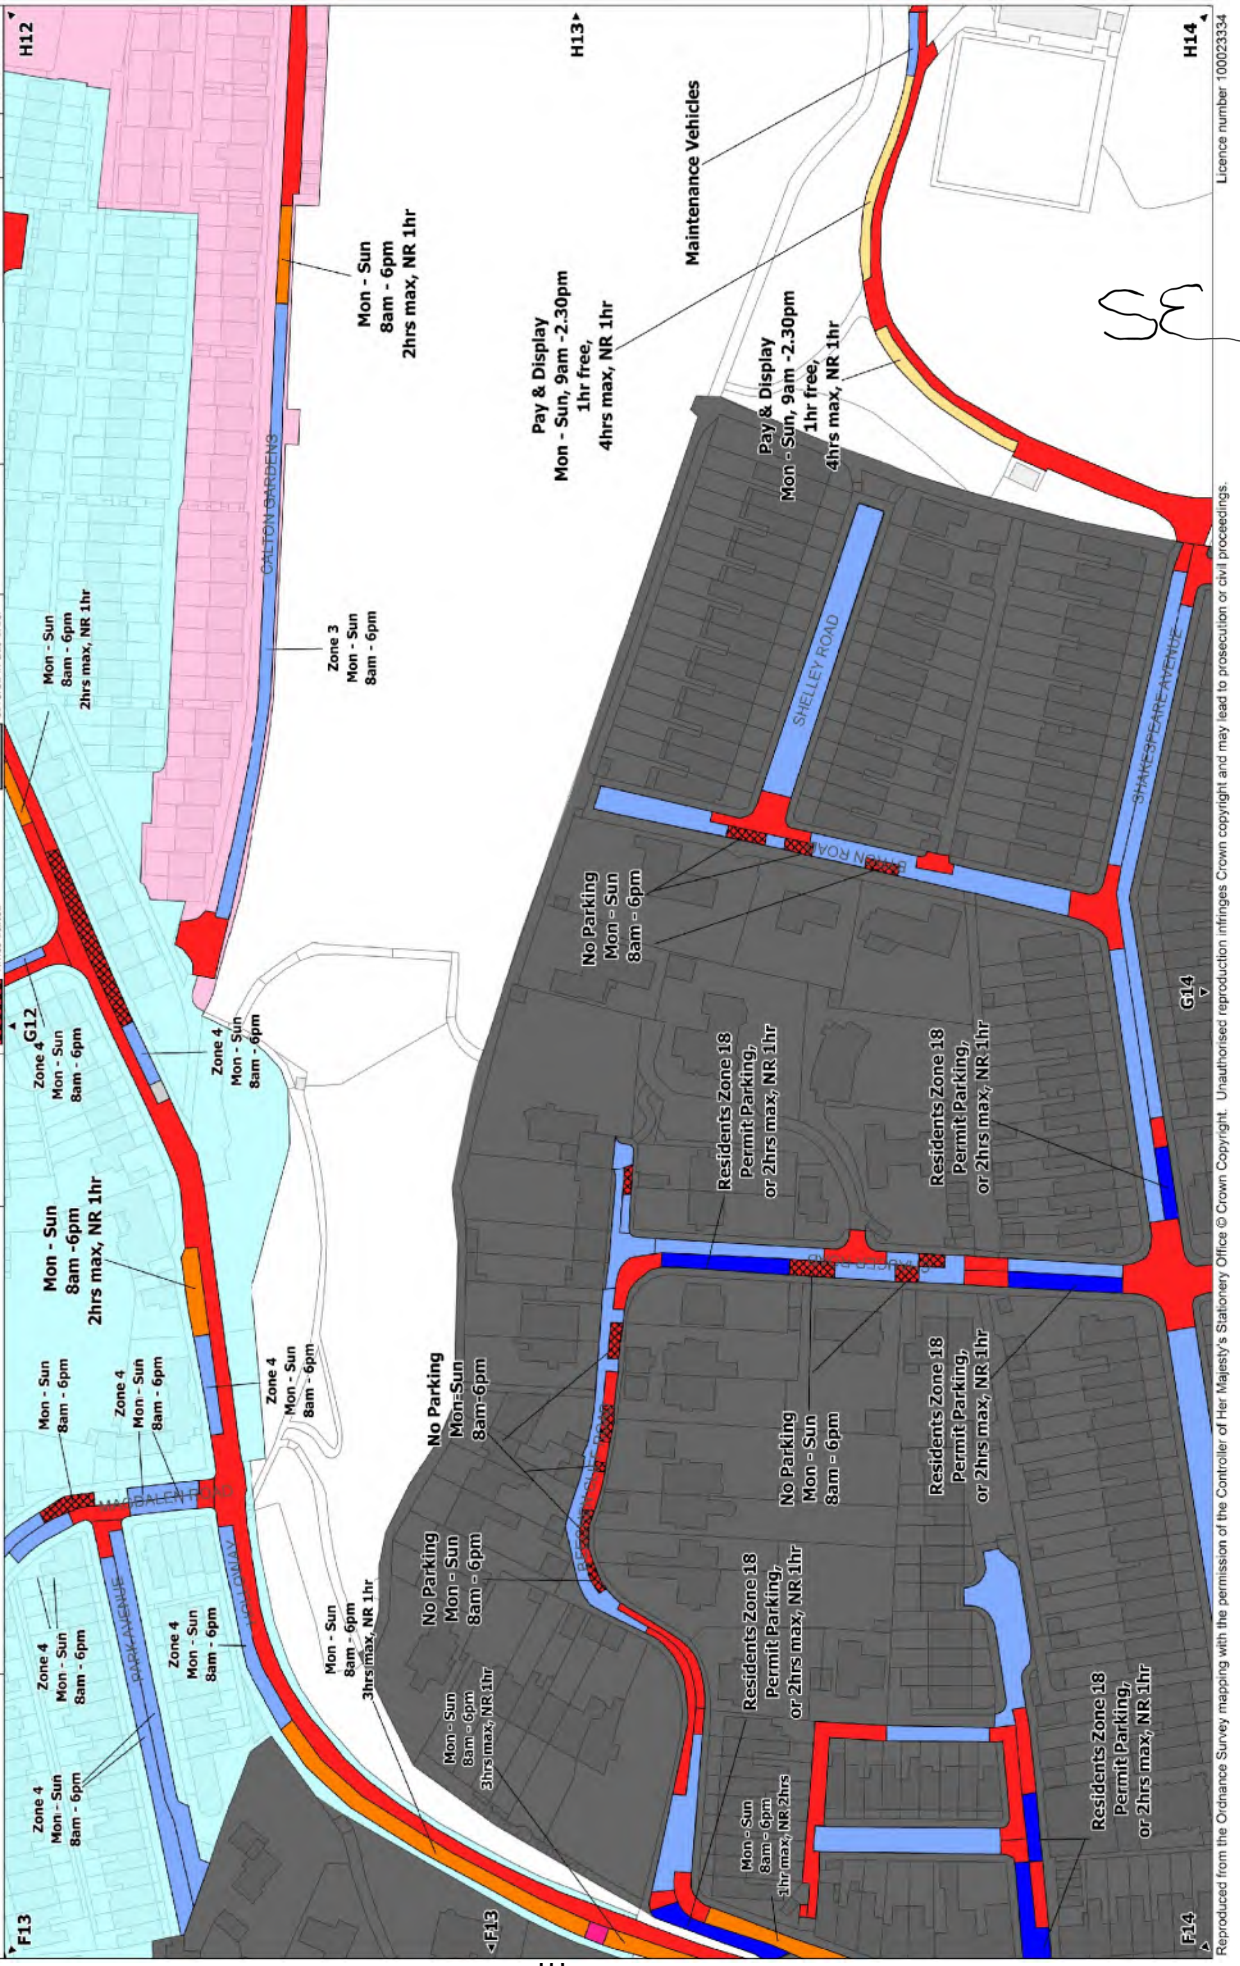 H12
H13
H14
Mon - Sun
8am - 6pm
2hrs max, NR 1hr
Maintenance Vehicles
Pay & Display
Mon - Sun, 9am -2.30pm
1hr free,
4hrs max, NR 1hr
Pay & Display
Mon - Sun, 9am -2.30pm
1hr free,
4hrs max, NR 1hr
CALTON GARDENS
Mon - Sun
8am - 6pm
2hrs max, NR 1hr
Zone 3
Mon - Sun
8am - 6pm
SHELLEY ROAD
SHAKESPEARE AVENUE
BYRON ROAD
No Parking
Mon - Sun
8am - 6pm
G12
Zone 4
Mon - Sun
8am - 6pm
Zone 4
Mon - Sun
8am - 6pm
G14
Residents Zone 18
Permit Parking,
or 2hrs max, NR 1hr
Residents Zone 18
Permit Parking,
or 2hrs max, NR 1hr
Mon - Sun
8am -6pm
2hrs max, NR 1hr
Mon - Sun
8am - 6pm
Zone 4
Mon - Sun
8am - 6pm
Zone 4
Mon - Sun
8am - 6pm
No Parking
Mon-Sun
8am-6pm
No Parking
Mon - Sun
8am - 6pm
Residents Zone 18
Permit Parking,
or 2hrs max, NR 1hr
MAGDALEN ROAD
HOLLOWAY
PARK AVENUE
No Parking
Mon - Sun
8am - 6pm
Zone 4
Mon - Sun
8am - 6pm
Zone 4
Mon - Sun
8am - 6pm
Mon - Sun
8am - 6pm
3hrs max, NR 1hr
Residents Zone 18
Permit Parking,
or 2hrs max, NR 1hr
Mon - Sun
8am - 6pm
3hrs max, NR 1hr
Zone 4
Mon - Sun
8am - 6pm
Mon - Sun
8am - 6pm
1hr max, NR 2hrs
Residents Zone 18
Permit Parking,
or 2hrs max, NR 1hr
F13
F13
F14
SE
Reproduced from the Ordnance Survey mapping with the permission of the Controller of Her Majesty's Stationery Office © Crown Copyright. Unauthorised reproduction infringes Crown copyright and may lead to prosecution or civil proceedings. Licence number 100023334
...